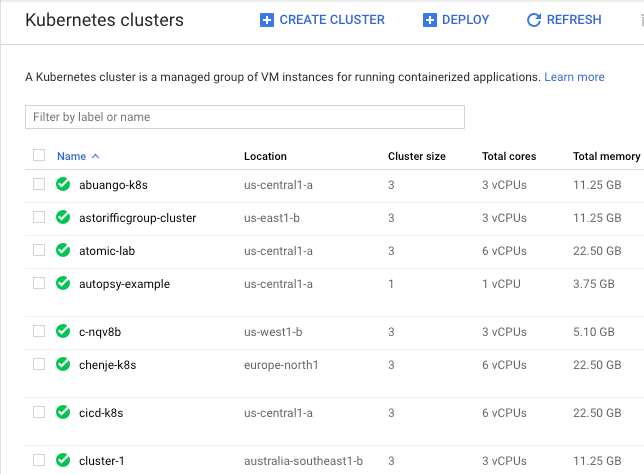 Kubernetes clusters CREATE CLUSTER DEPLOY REFRESH
A Kubernetes cluster is a managed group of VM instances for running containerized applications. Learn more
Filter by label or name
Name Location Cluster size Total cores Total memory
abuango-k8s us-central1-a 3 3 vCPUs 11.25 GB
astorifficgroup-cluster us-east1-b 3 3 vCPUs 11.25 GB
atomic-lab us-central1-a 3 6 vCPUs 22.50 GB
autopsy-example us-central1-a 1 1 vCPU 3.75 GB
c-nqv8b us-west1-b 3 3 vCPUs 5.10 GB
chenje-k8s europe-north1 3 6 vCPUs 22.50 GB
cicd-k8s us-central1-a 3 6 vCPUs 22.50 GB
cluster-1 australia-southeast1-b 3 3 vCPUs 11.25 GB